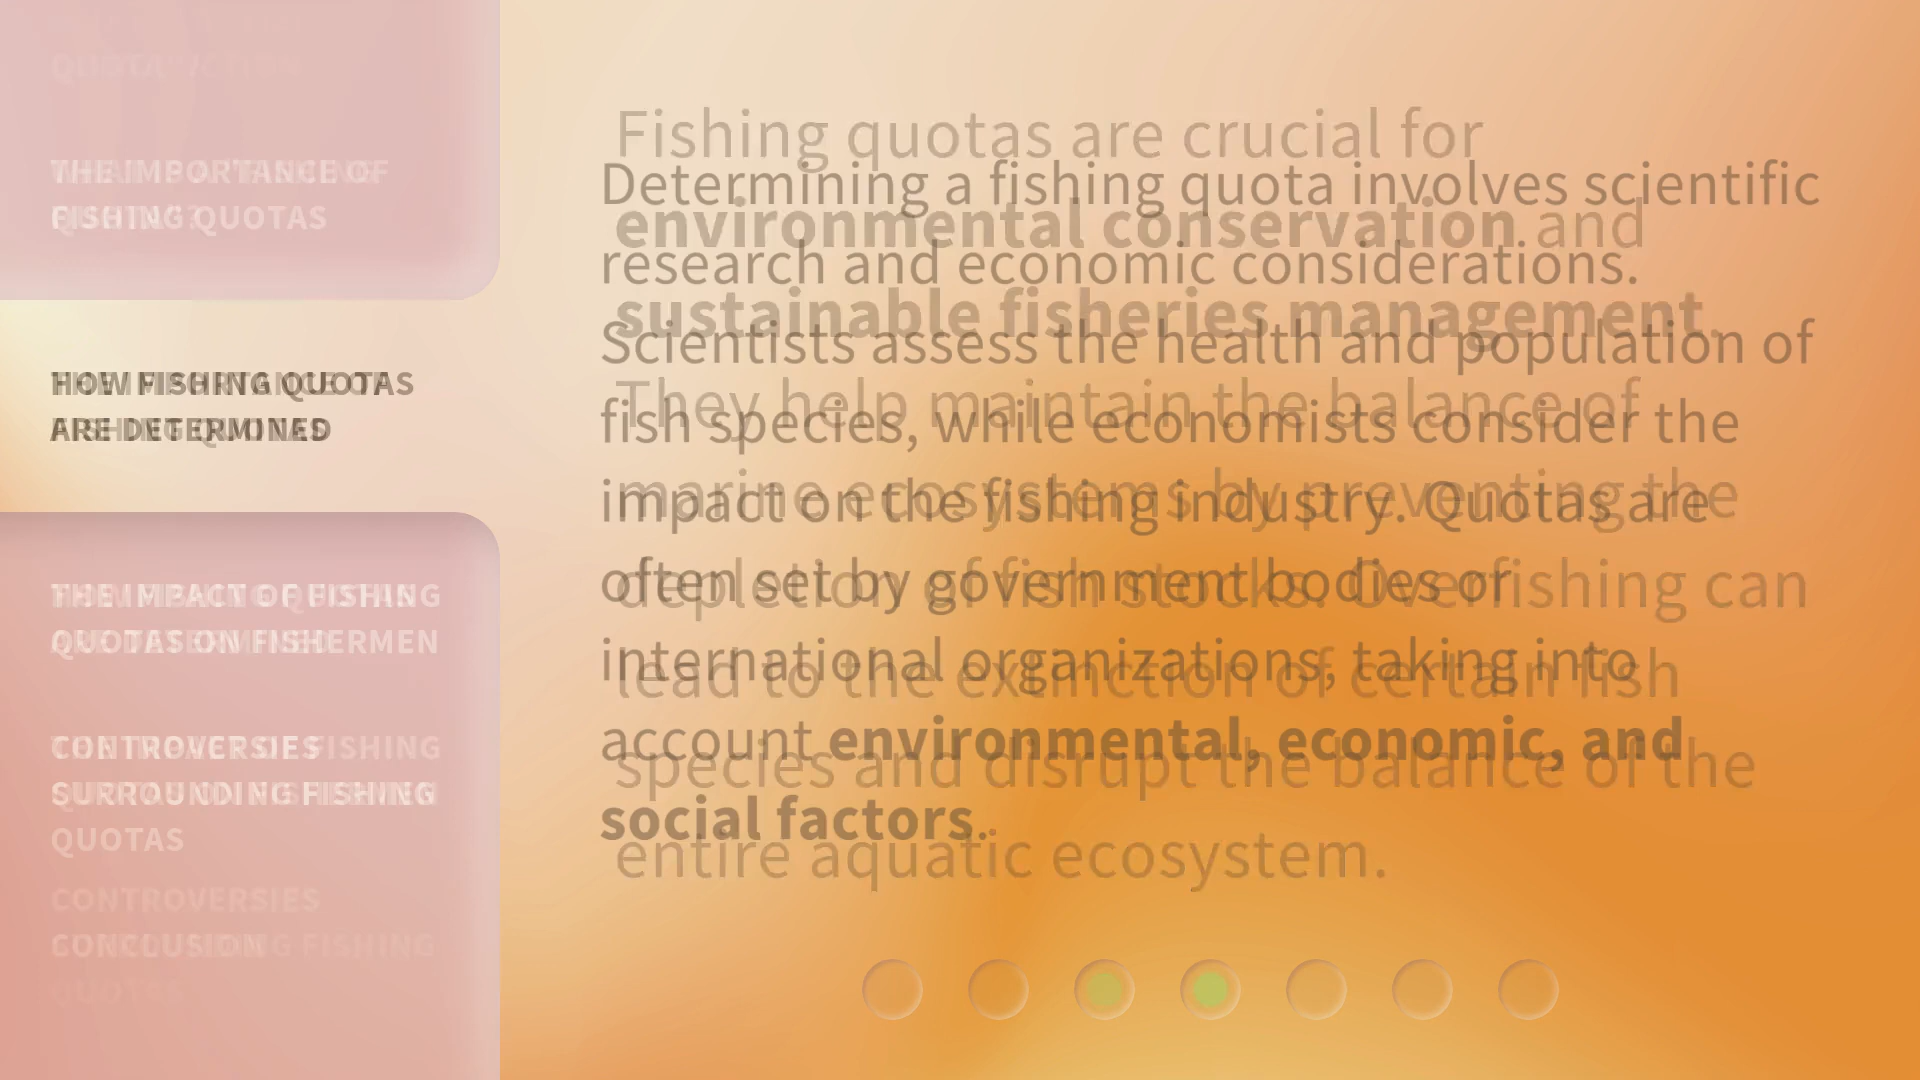 THE IMPORTANCE OF
FISHING QUOTAS
HOW FISHING QUOTAS
ARE DETERMINED
THE IMPACT OF FISHING
QUOTAS ON FISHERMEN
CONTROVERSIES
SURROUNDING FISHING
QUOTAS
CONTROVERSIES
CONCLUSION
QUOTAS
Fishing quotas are crucial for
environmental conservation and
sustainable fisheries management.
They help maintain the balance of
marine ecosystems by preventing the
depletion of fish stocks. Overfishing can
lead to the extinction of certain fish
species and disrupt the balance of the
entire aquatic ecosystem.
Determining a fishing quota involves scientific
research and economic considerations.
Scientists assess the health and population of
fish species, while economists consider the
impact on the fishing industry. Quotas are
often set by government bodies or
international organizations, taking into
account environmental, economic, and
social factors.